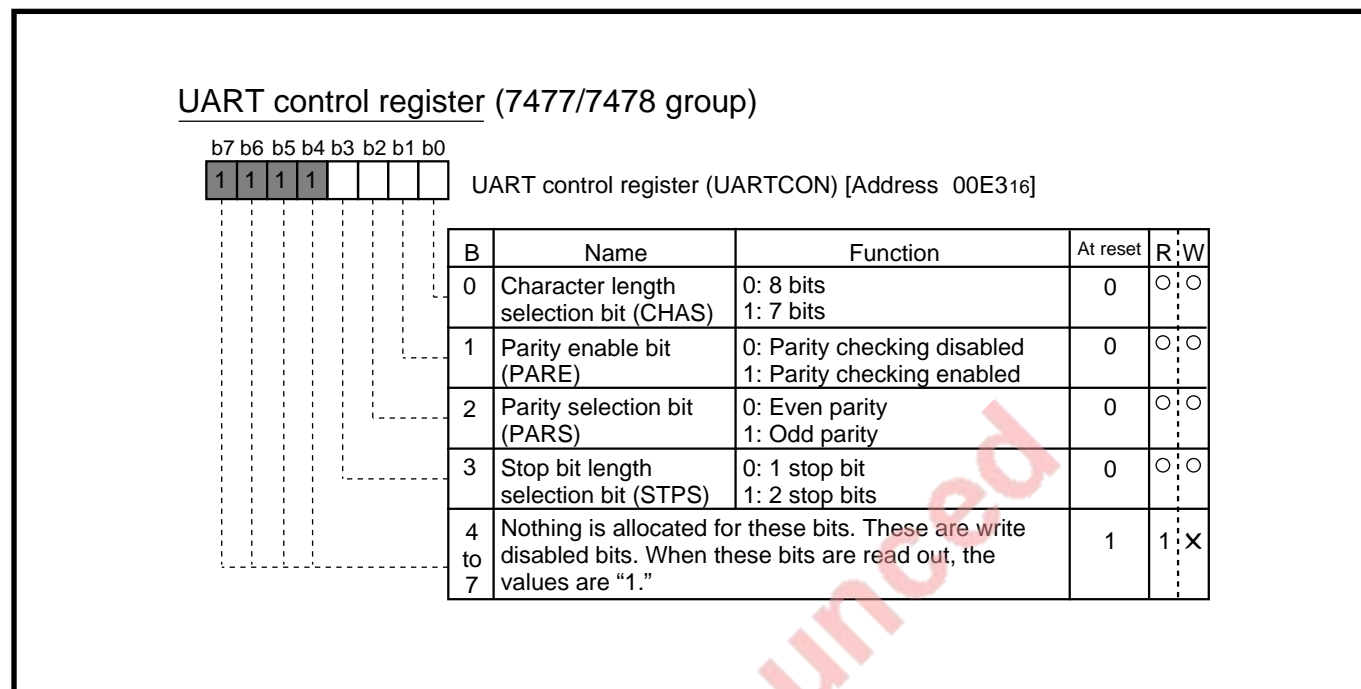 UART control register (7477/7478 group)
b7 b6 b5 b4 b3 b2 b1 b0
1 1 1 1
UART control register (UARTCON) [Address 00E316]
B Name Function At reset R W
0 Character length 0: 8 bits 0 ○ ○
selection bit (CHAS) 1: 7 bits
1 Parity enable bit 0: Parity checking disabled 0 ○ ○
(PARE) 1: Parity checking enabled
2 Parity selection bit 0: Even parity 0 ○ ○
(PARS) 1: Odd parity
3 Stop bit length 0: 1 stop bit 0 ○ ○
selection bit (STPS) 1: 2 stop bits
4 Nothing is allocated for these bits. These are write 1 1 ×
to disabled bits. When these bits are read out, the
7 values are “1.”
unced